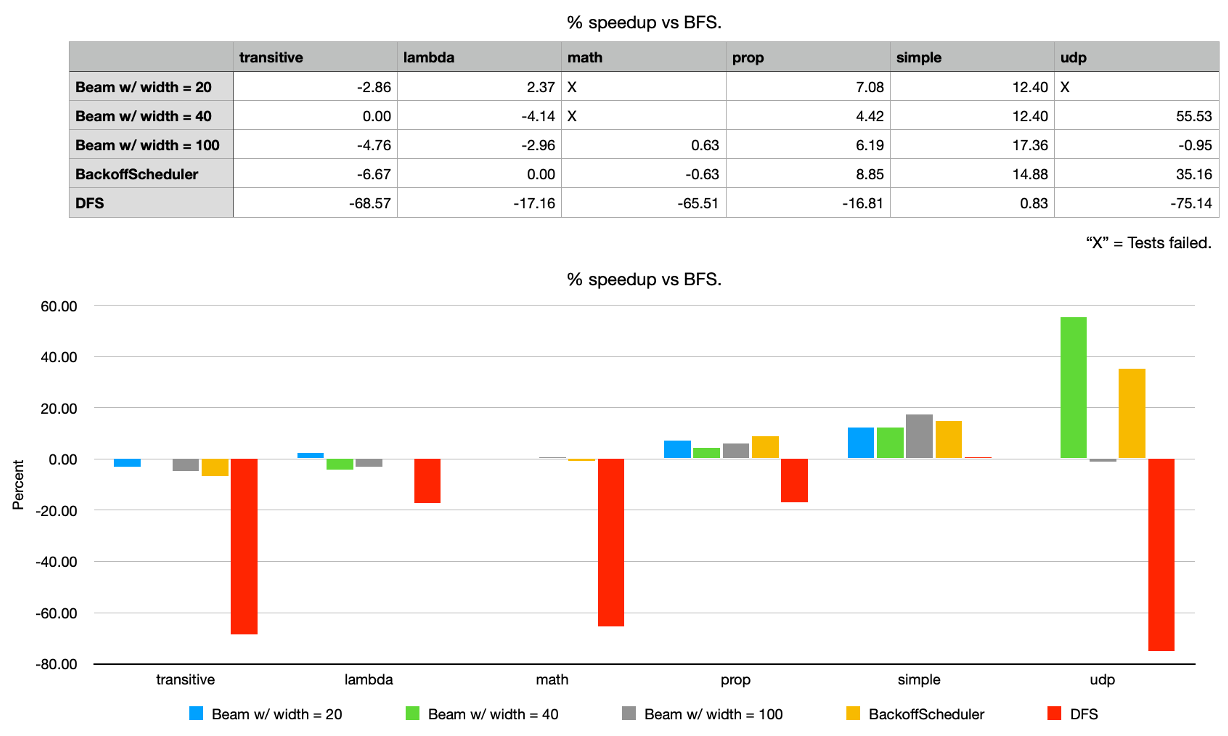 % speedup vs BFS.
transitive lambda math prop simple udp
Beam w/ width = 20 -2.86 2.37 X 7.08 12.40 X
Beam w/ width = 40 0.00 -4.14 X 4.42 12.40 55.53
Beam w/ width = 100 -4.76 -2.96 0.63 6.19 17.36 -0.95
BackoffScheduler -6.67 0.00 -0.63 8.85 14.88 35.16
DFS -68.57 -17.16 -65.51 -16.81 0.83 -75.14
“X” = Tests failed.
% speedup vs BFS.
60.00
40.00
20.00
0.00
-20.00
-40.00
-60.00
-80.00
Percent
transitive lambda math prop simple udp
Beam w/ width = 20 Beam w/ width = 40 Beam w/ width = 100 BackoffScheduler DFS